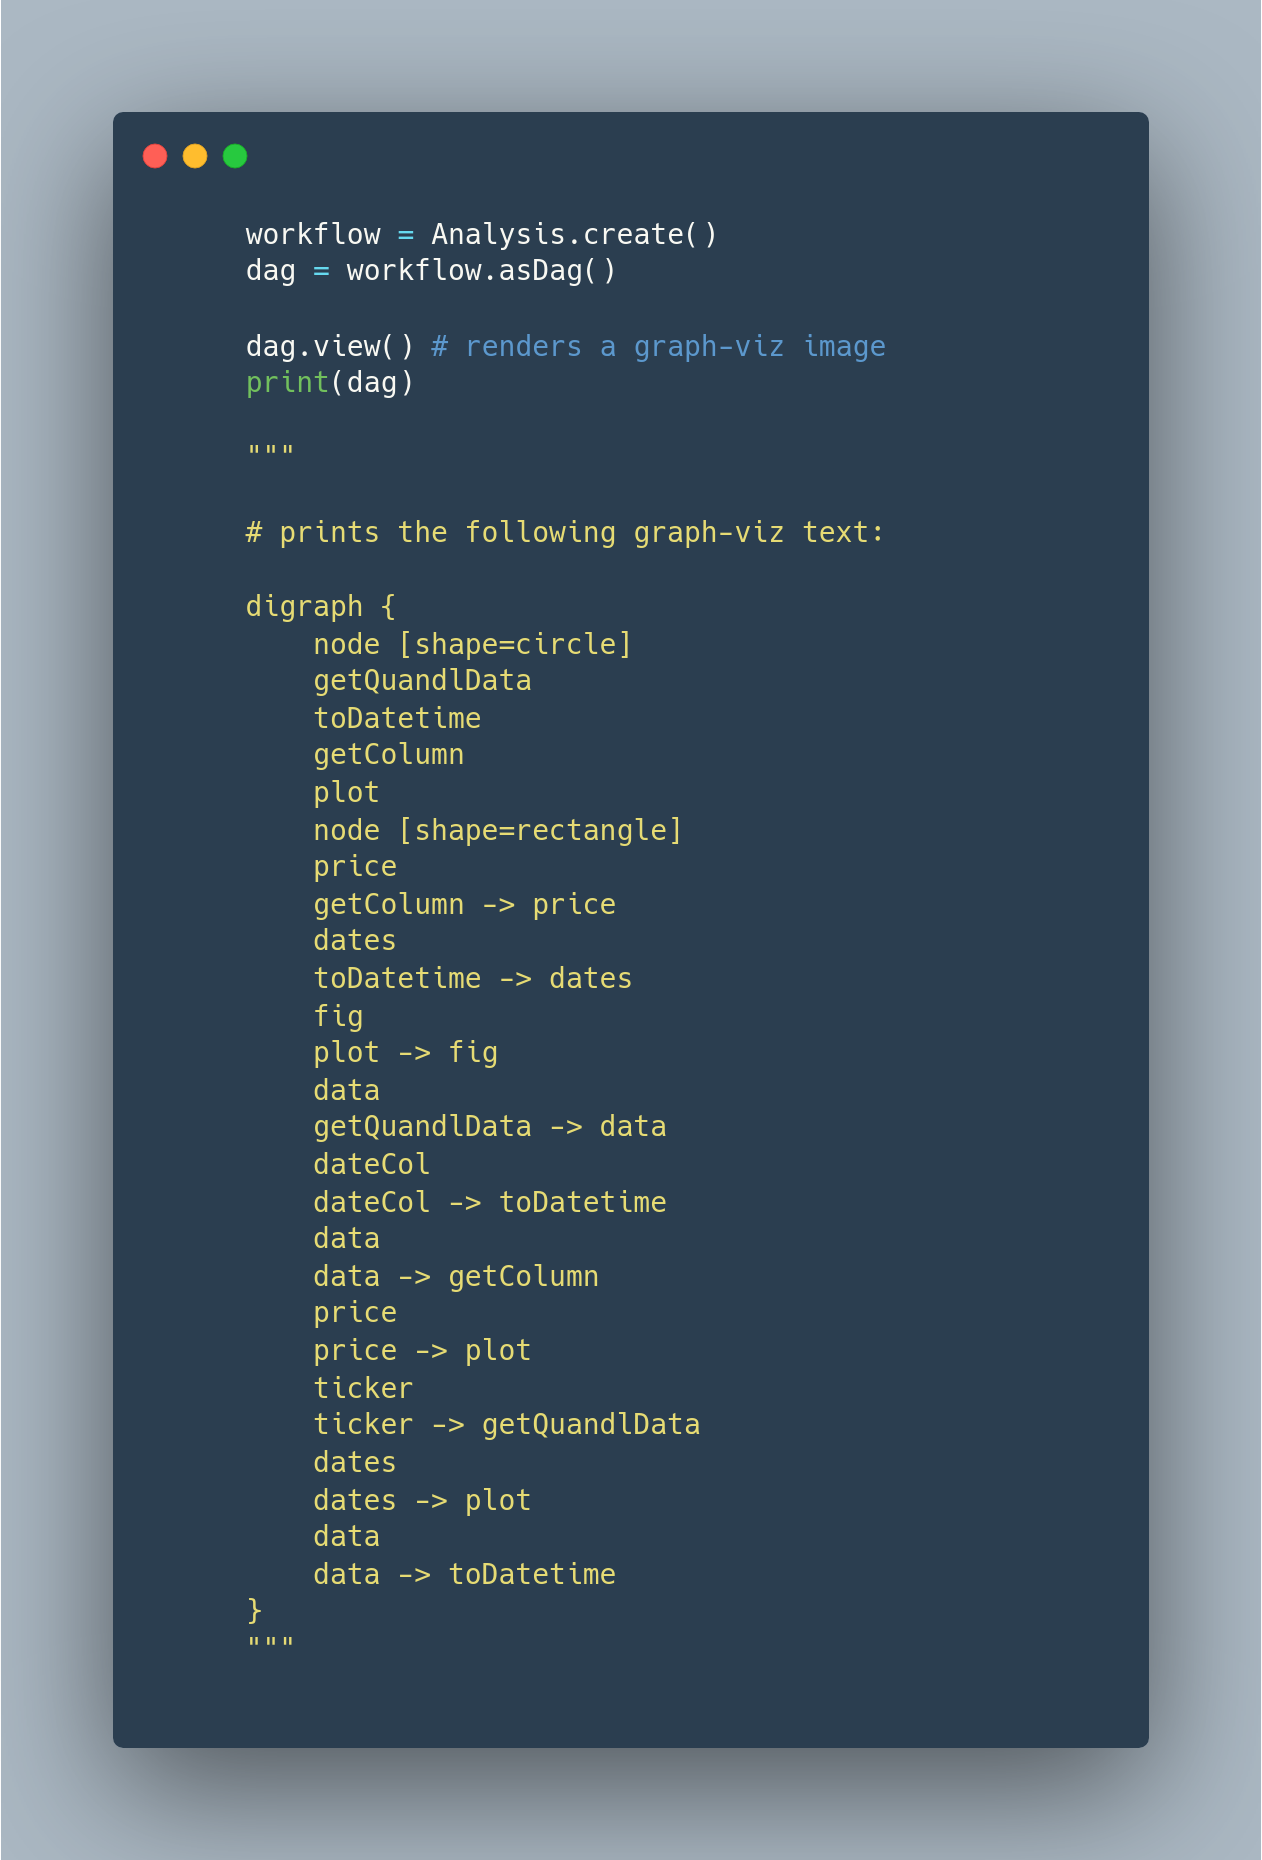 workflow = Analysis.create()
dag = workflow.asDag()

dag.view() # renders a graph-viz image
print(dag)

"""

# prints the following graph-viz text:

digraph {
    node [shape=circle]
    getQuandlData
    toDatetime
    getColumn
    plot
    node [shape=rectangle]
    price
    getColumn -> price
    dates
    toDatetime -> dates
    fig
    plot -> fig
    data
    getQuandlData -> data
    dateCol
    dateCol -> toDatetime
    data
    data -> getColumn
    price
    price -> plot
    ticker
    ticker -> getQuandlData
    dates
    dates -> plot
    data
    data -> toDatetime
}
"""